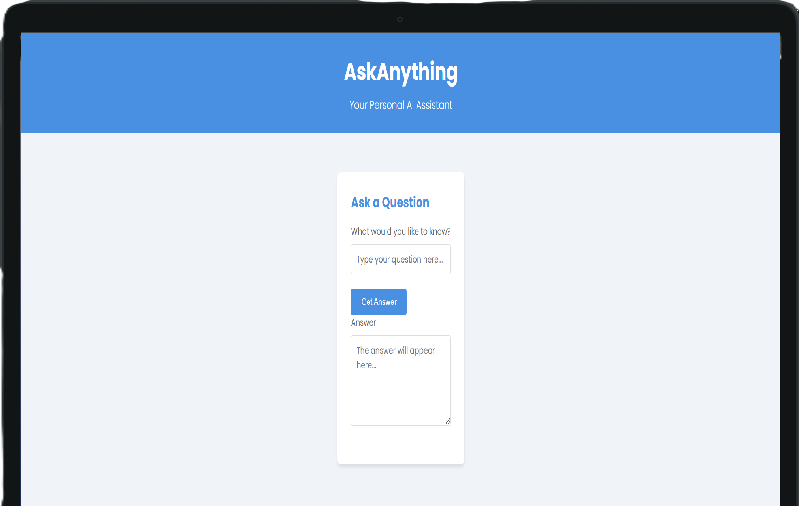 AskAnything
Your Personal AI Assistant
Ask a Question
What would you like to know?
Type your question here...
Get Answer
Answer
The answer will appear
here...